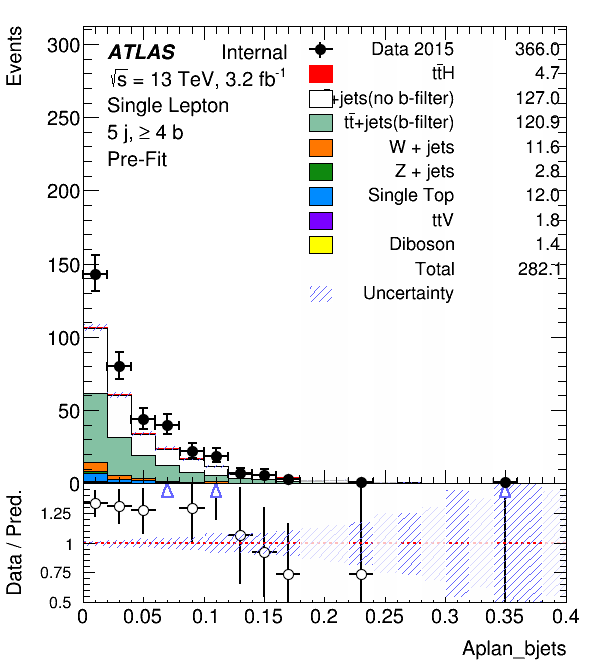 Events
300
250
200
150
100
50
0
ATLAS Internal
√s = 13 TeV, 3.2 fb-1
Single Lepton
5 j, ≥ 4 b
Pre-Fit
Data 2015 366.0
tt̄H 4.7
+jets(no b-filter) 127.0
tt̄+jets(b-filter) 120.9
W + jets 11.6
Z + jets 2.8
Single Top 12.0
ttV 1.8
Diboson 1.4
Total 282.1
Uncertainty
Data / Pred.
1.25
1
0.75
0.5
0 0.05 0.1 0.15 0.2 0.25 0.3 0.35 0.4
Aplan_bjets